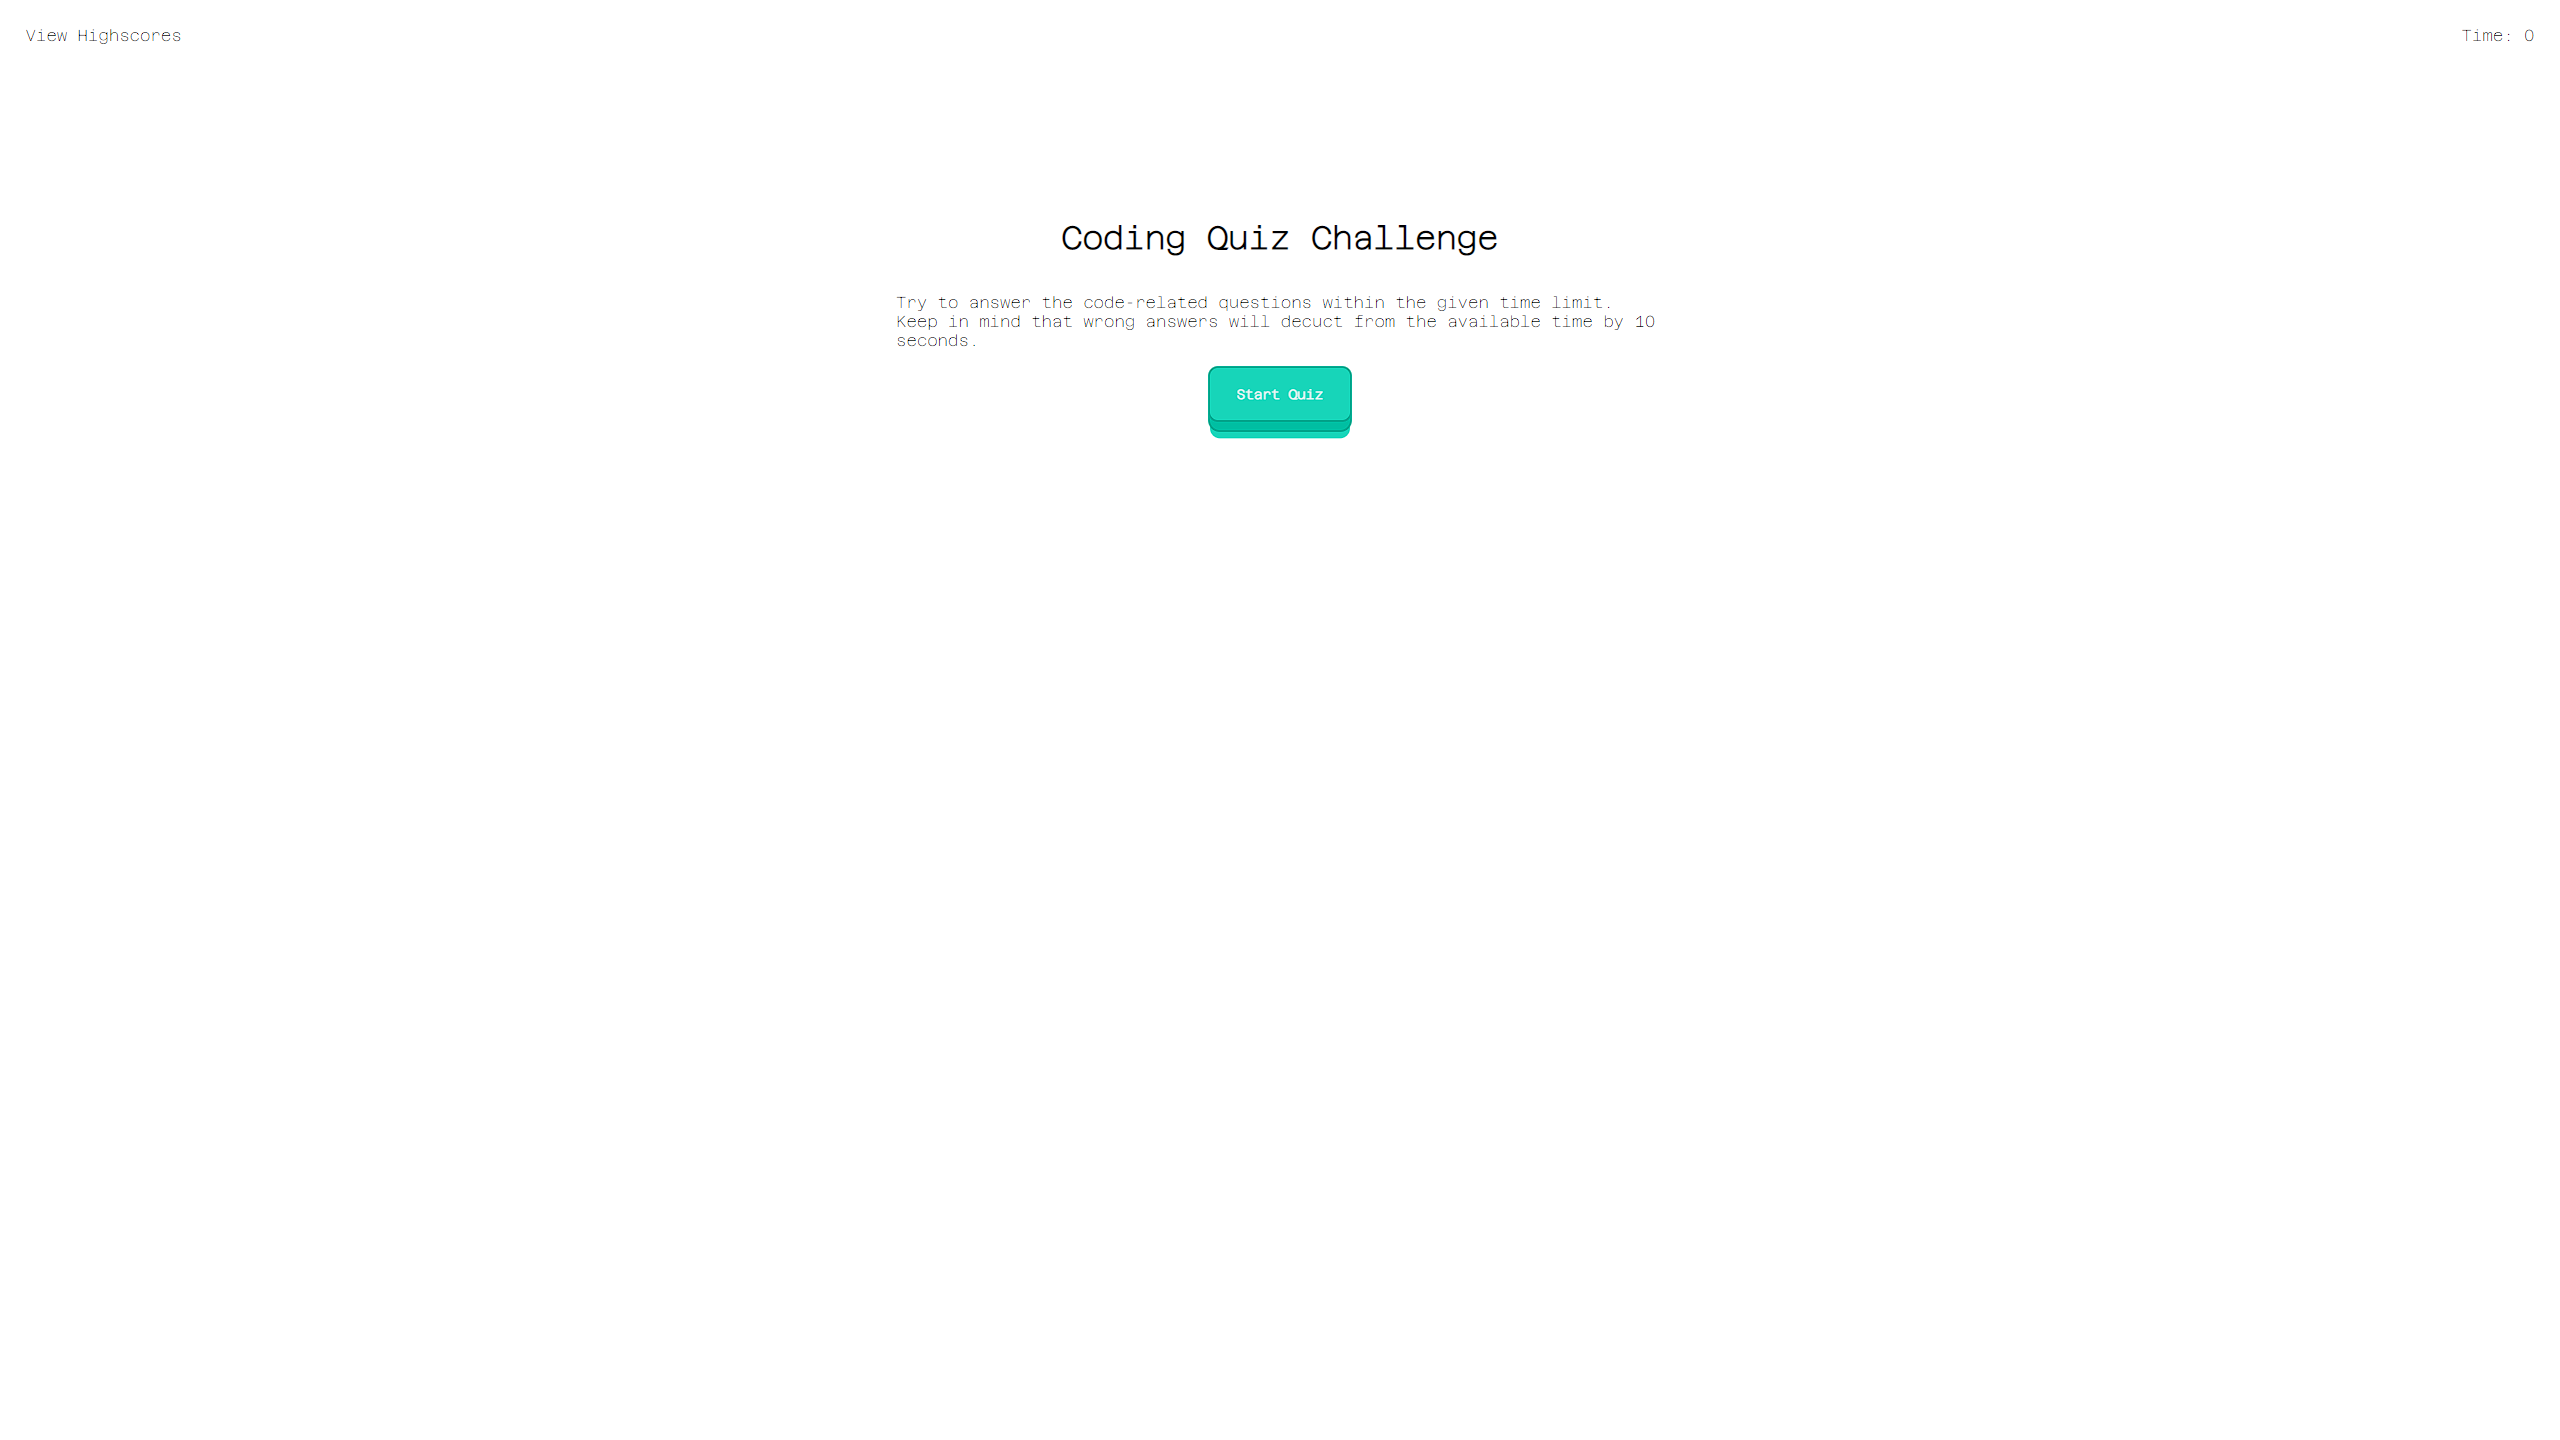 View Highscores
Time: 0
Coding Quiz Challenge
Try to answer the code-related questions within the given time limit.
Keep in mind that wrong answers will decuct from the available time by 10
seconds.
Start Quiz